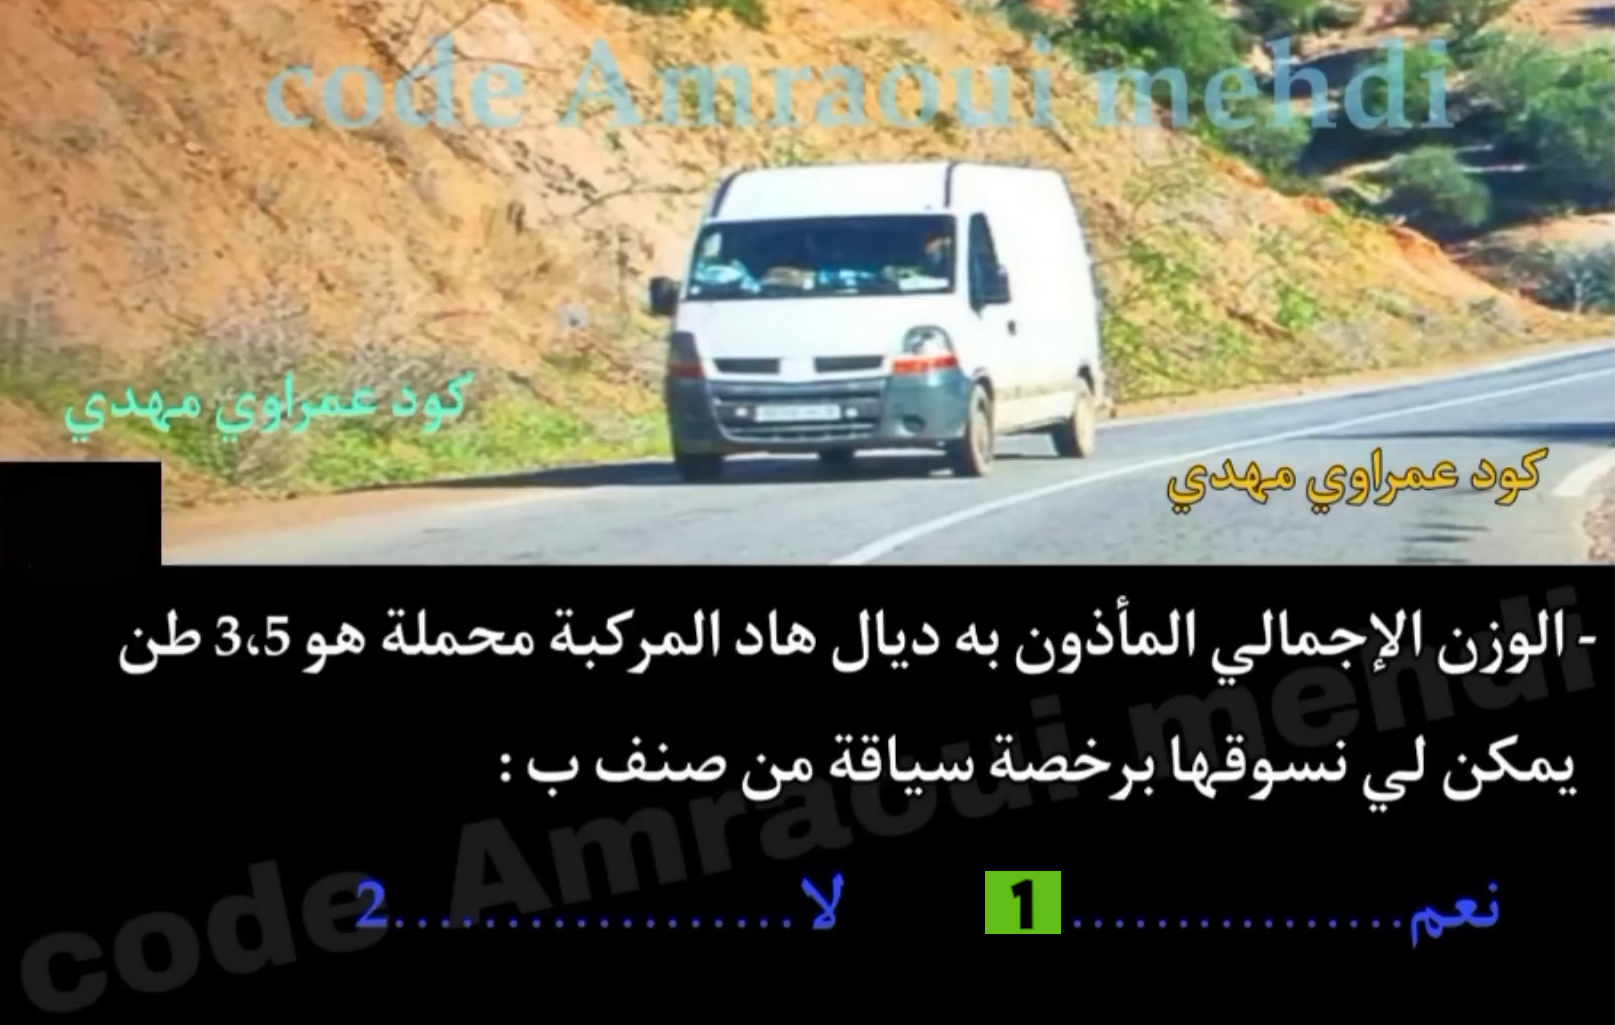 code Amraoui mehdi
كود عمراوي مهدي
كود عمراوي مهدي
- الوزن الإجمالي المأذون به ديال هاد المركبة محملة هو 3،5 طن
يمكن لي نسوقها برخصة سياقة من صنف ب :
نعم................1 لا...................2
code Amraoui mehdi